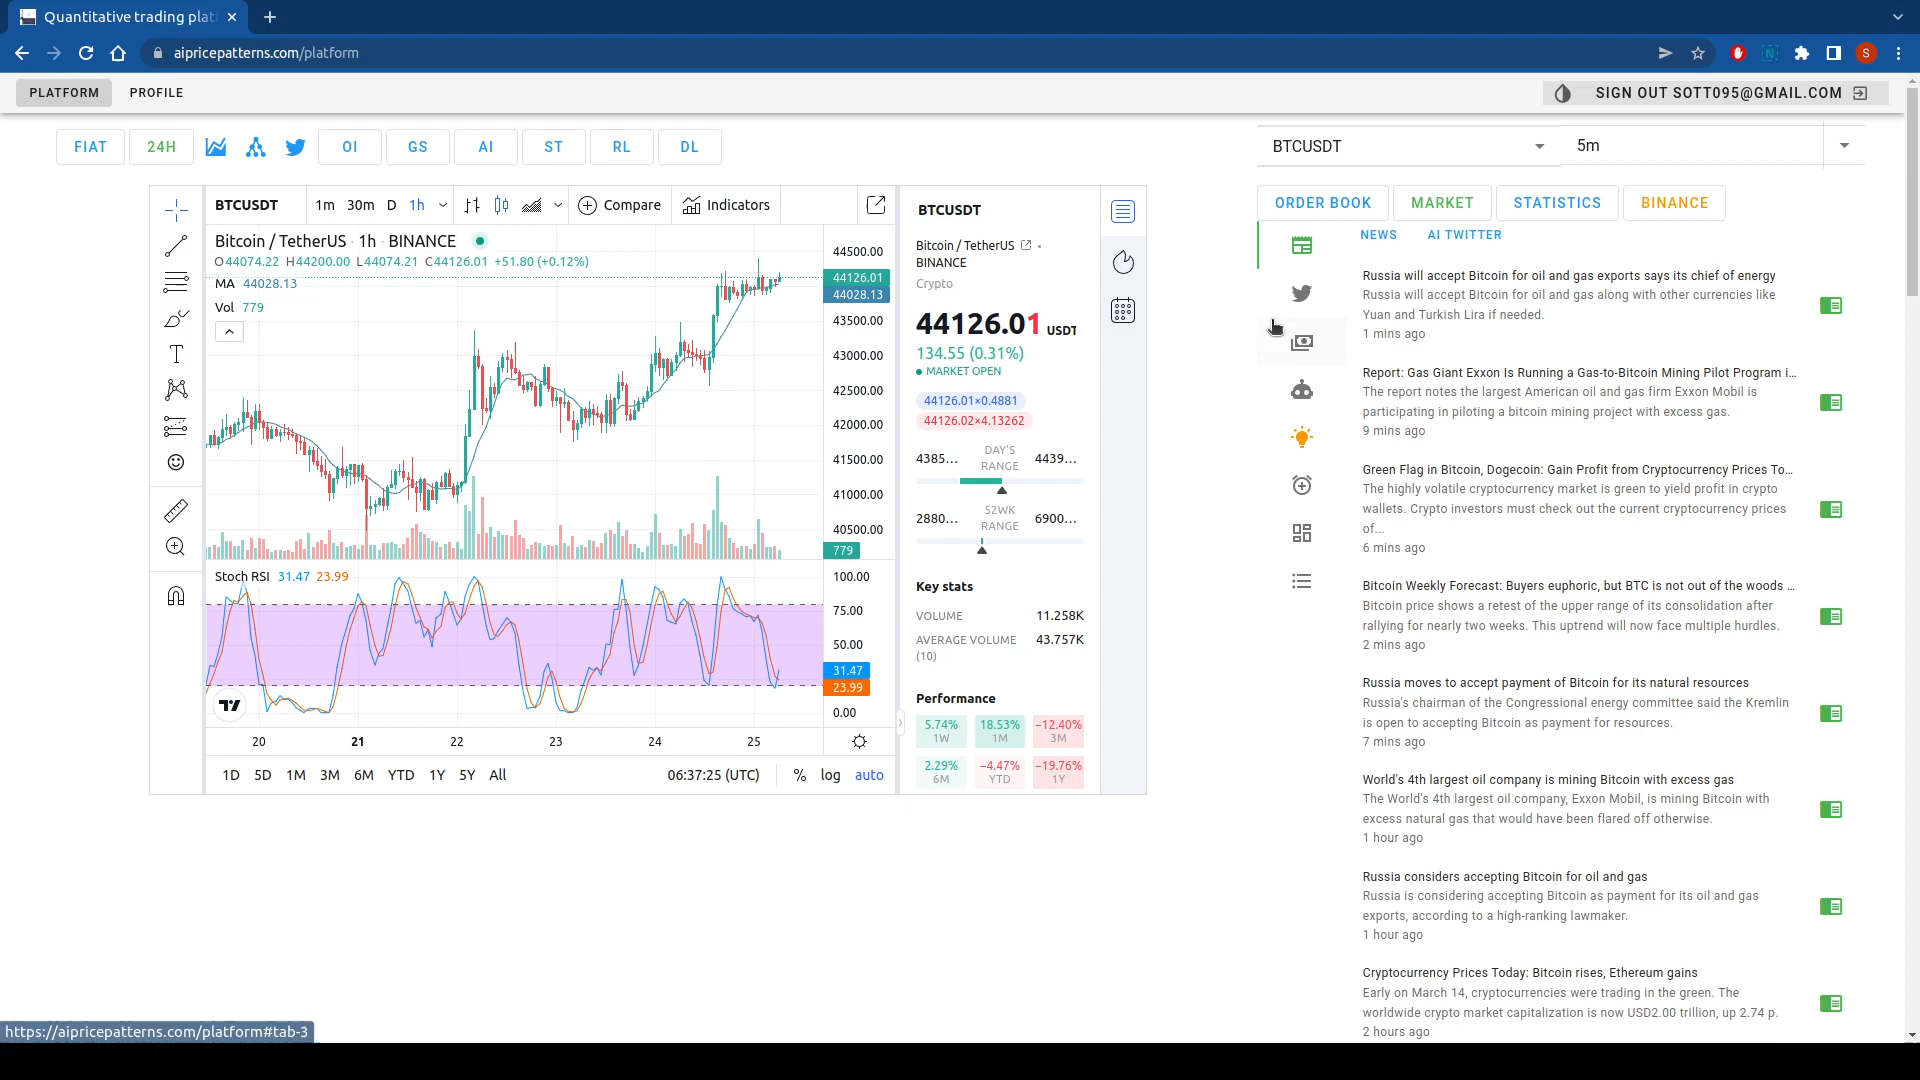 Quantitative trading plat
aipricepatterns.com/platform
S
PLATFORM
PROFILE
SIGN OUT SOTT095@GMAIL.COM
FIAT
24H
OI
GS
AI
ST
RL
DL
BTCUSDT
5m
BTCUSDT
1m
30m
D
1h
Compare
Indicators
Bitcoin / TetherUS · 1h · BINANCE
O44074.22 H44200.00 L44074.21 C44126.01 +51.80 (+0.12%)
MA 44028.13
Vol 779
44500.00
44126.01
44028.13
43500.00
43000.00
42500.00
42000.00
41500.00
41000.00
40500.00
779
Stoch RSI 31.47 23.99
100.00
75.00
50.00
31.47
23.99
0.00
20
21
22
23
24
25
1D
5D
1M
3M
6M
YTD
1Y
5Y
All
06:37:25 (UTC)
%
log
auto
BTCUSDT
Bitcoin / TetherUS
BINANCE
Crypto
44126.01 USDT
134.55 (0.31%)
MARKET OPEN
44126.01×0.4881
44126.02×4.13262
4385...
DAY'S
RANGE
4439...
2880...
52WK
RANGE
6900...
Key stats
VOLUME 11.258K
AVERAGE VOLUME 43.757K
(10)
Performance
5.74%
1W
18.53%
1M
−12.40%
3M
2.29%
6M
−4.47%
YTD
−19.76%
1Y
ORDER BOOK
MARKET
STATISTICS
BINANCE
NEWS
AI TWITTER
Russia will accept Bitcoin for oil and gas exports says its chief of energy
Russia will accept Bitcoin for oil and gas along with other currencies like
Yuan and Turkish Lira if needed.
1 mins ago
Report: Gas Giant Exxon Is Running a Gas-to-Bitcoin Mining Pilot Program i...
The report notes the largest American oil and gas firm Exxon Mobil is
participating in piloting a bitcoin mining project with excess gas.
9 mins ago
Green Flag in Bitcoin, Dogecoin: Gain Profit from Cryptocurrency Prices To...
The highly volatile cryptocurrency market is green to yield profit in crypto
wallets. Crypto investors must check out the current cryptocurrency prices
of...
6 mins ago
Bitcoin Weekly Forecast: Buyers euphoric, but BTC is not out of the woods ...
Bitcoin price shows a retest of the upper range of its consolidation after
rallying for nearly two weeks. This uptrend will now face multiple hurdles.
2 mins ago
Russia moves to accept payment of Bitcoin for its natural resources
Russia's chairman of the Congressional energy committee said the Kremlin
is open to accepting Bitcoin as payment for resources.
7 mins ago
World's 4th largest oil company is mining Bitcoin with excess gas
The World's 4th largest oil company, Exxon Mobil, is mining Bitcoin with
excess natural gas that would have been flared off otherwise.
1 hour ago
Russia considers accepting Bitcoin for oil and gas
Russia is considering accepting Bitcoin as payment for its oil and gas
exports, according to a high-ranking lawmaker.
1 hour ago
Cryptocurrency Prices Today: Bitcoin rises, Ethereum gains
Early on March 14, cryptocurrencies were trading in the green. The
worldwide crypto market capitalization is now USD2.00 trillion, up 2.74 p.
2 hours ago
https://aipricepatterns.com/platform#tab-3